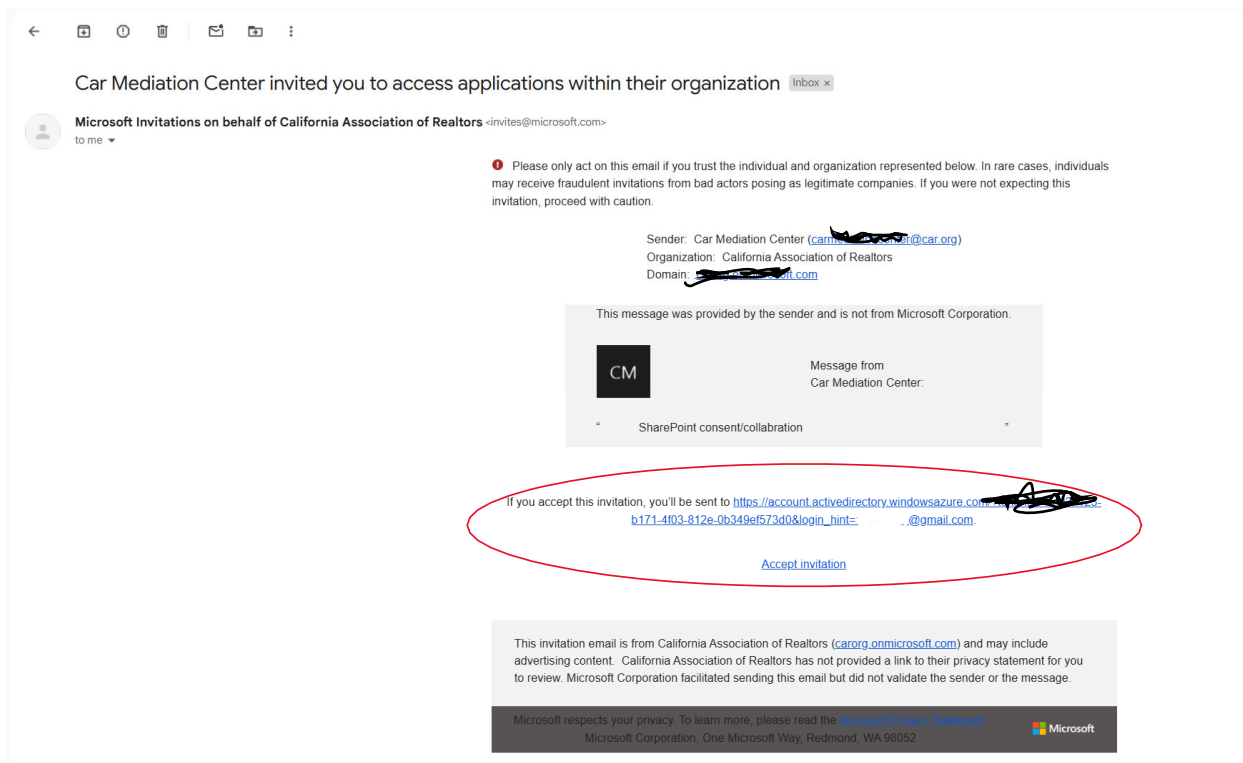 Car Mediation Center invited you to access applications within their organization Inbox ×
Microsoft Invitations on behalf of California Association of Realtors <invites@microsoft.com>
to me
Please only act on this email if you trust the individual and organization represented below. In rare cases, individuals
may receive fraudulent invitations from bad actors posing as legitimate companies. If you were not expecting this
invitation, proceed with caution.
Sender: Car Mediation Center (@car.org)
Organization: California Association of Realtors
Domain: .com
This message was provided by the sender and is not from Microsoft Corporation.
CM
Message from
Car Mediation Center:
“ SharePoint consent/collabration ”
If you accept this invitation, you'll be sent to https://account.activedirectory.windowsazure.com/
b171-4f03-812e-0b349ef573d0&login_hint= @gmail.com.
Accept invitation
This invitation email is from California Association of Realtors (carorg.onmicrosoft.com) and may include
advertising content. California Association of Realtors has not provided a link to their privacy statement for you
to review. Microsoft Corporation facilitated sending this email but did not validate the sender or the message.
Microsoft respects your privacy. To learn more, please read the Microsoft Privacy Statement.
Microsoft Corporation, One Microsoft Way, Redmond, WA 98052
Microsoft